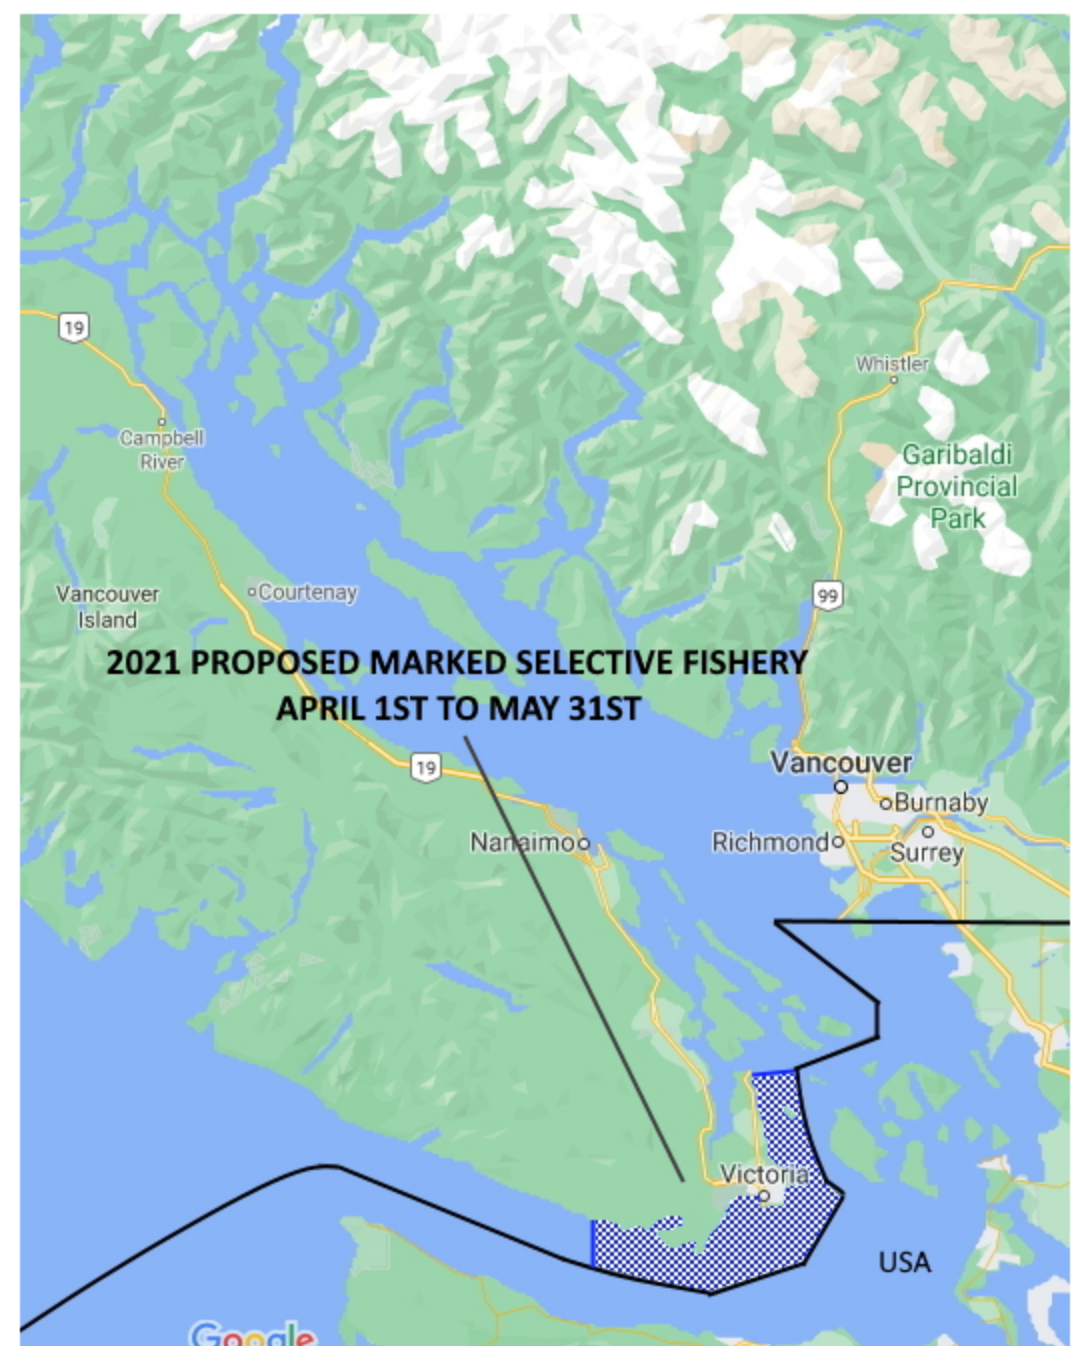 19
Whistler
Campbell
River
Garibaldi
Provincial
Park
Vancouver
Island
Courtenay
99
2021 PROPOSED MARKED SELECTIVE FISHERY
APRIL 1ST TO MAY 31ST
19
Vancouver
Burnaby
Nanaimo
Richmond
Surrey
Victoria
USA
Google